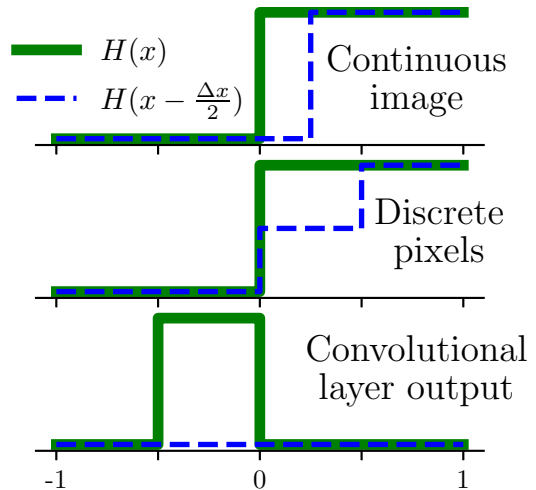 H(x)
H(x − Δx/2)
Continuous
image
Discrete
pixels
Convolutional
layer output
-1 0 1